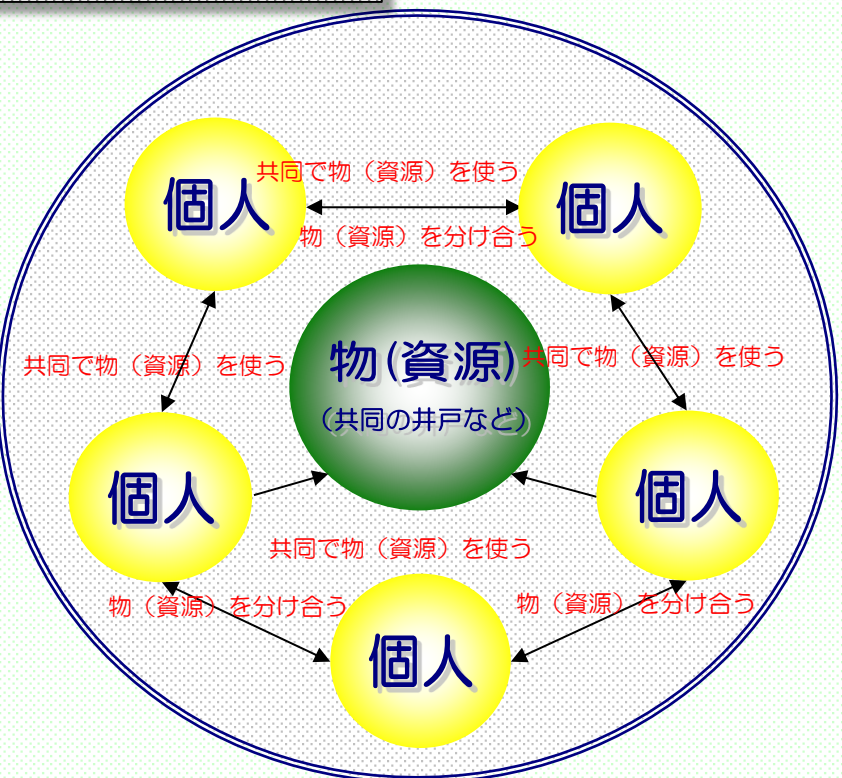 共同で物（資源）を使う
個人
個人
物（資源）を分け合う
物(資源)
共同で物（資源）を使う
共同で物（資源）を使う
（共同の井戸など）
個人
個人
共同で物（資源）を使う
物（資源）を分け合う
物（資源）を分け合う
個人